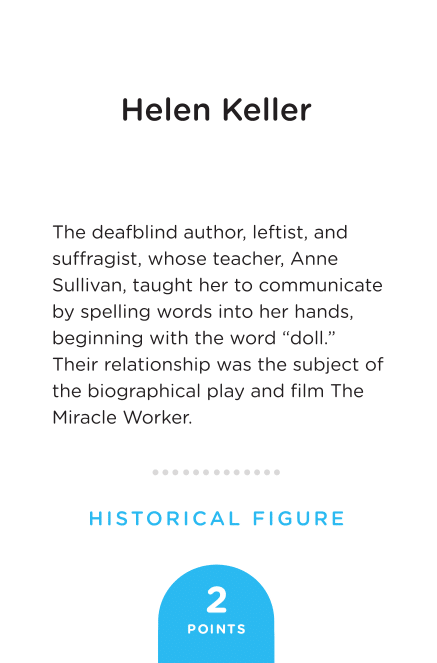 Helen Keller
The deafblind author, leftist, and
suffragist, whose teacher, Anne
Sullivan, taught her to communicate
by spelling words into her hands,
beginning with the word “doll.”
Their relationship was the subject of
the biographical play and film The
Miracle Worker.
HISTORICAL FIGURE
2
POINTS